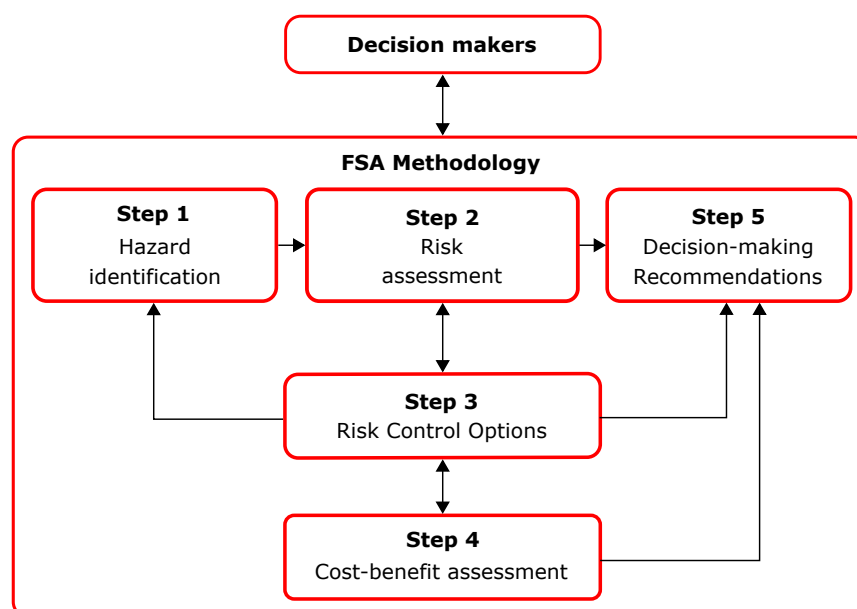 Decision makers
FSA Methodology
Step 1
Hazard
identification
Step 2
Risk
assessment
Step 5
Decision-making
Recommendations
Step 3
Risk Control Options
Step 4
Cost-benefit assessment